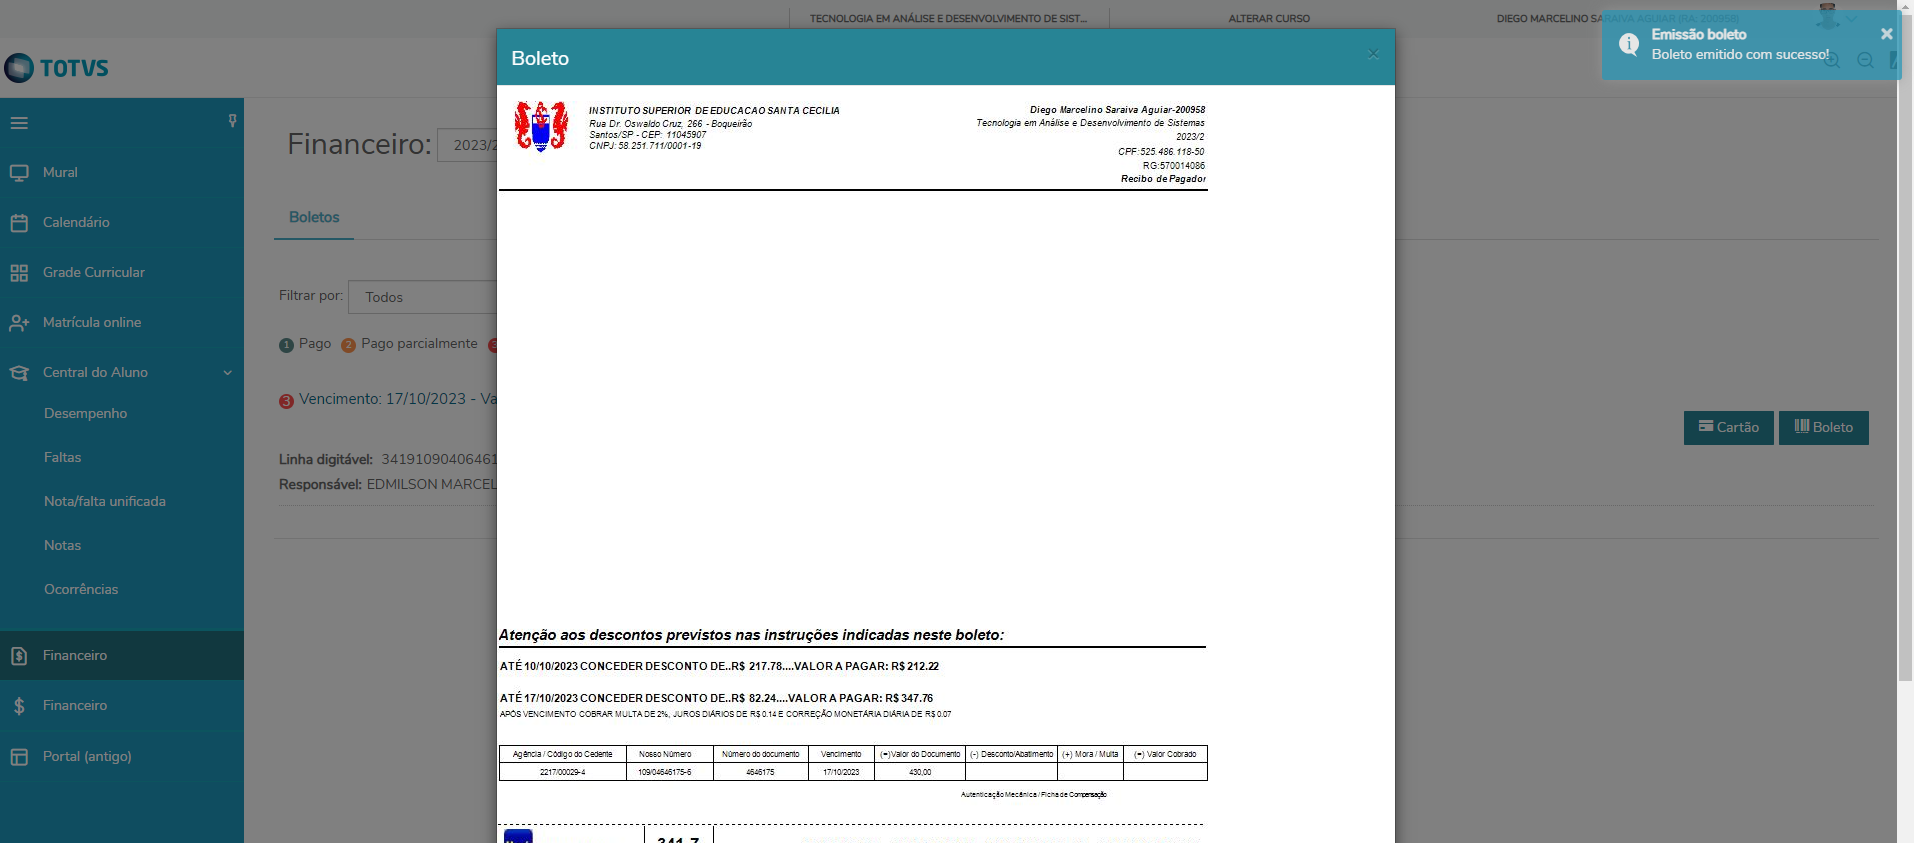 TECNOLOGIA EM ANÁLISE E DESENVOLVIMENTO DE SIST...
ALTERAR CURSO
DIEGO MARCELINO SARAIVA AGUIAR (RA: 200958)
Emissão boleto
Boleto emitido com sucesso!
TOTVS
Boleto
Mural
Calendário
Grade Curricular
Matrícula online
Central do Aluno
Desempenho
Faltas
Nota/falta unificada
Notas
Ocorrências
Financeiro
Financeiro
Portal (antigo)
Financeiro: 2023/2
Boletos
Filtrar por: Todos
1 Pago 2 Pago parcialmente 3
3 Vencimento: 17/10/2023 - Va
Linha digitável: 34191090406461
Responsável: EDMILSON MARCEL
Cartão
Boleto
INSTITUTO SUPERIOR DE EDUCACAO SANTA CECILIA
Rua Dr. Oswaldo Cruz, 266 - Boqueirão
Santos/SP - CEP: 11045907
CNPJ: 58.251.711/0001-19
Diego Marcelino Saraiva Aguiar-200958
Tecnologia em Análise e Desenvolvimento de Sistemas
2023/2
CPF:525.486.118-50
RG:570014086
Recibo de Pagador
Atenção aos descontos previstos nas instruções indicadas neste boleto:
ATÉ 10/10/2023 CONCEDER DESCONTO DE..R$ 217.78....VALOR A PAGAR: R$ 212.22
ATÉ 17/10/2023 CONCEDER DESCONTO DE..R$ 82.24....VALOR A PAGAR: R$ 347.76
APÓS VENCIMENTO COBRAR MULTA DE 2%, JUROS DIÁRIOS DE R$ 0.14 E CORREÇÃO MONETÁRIA DIÁRIA DE R$ 0.07
Agência / Código do Cedente Nosso Número Número do documento Vencimento (=)Valor do Documento (-) Desconto/Abatimento (+) Mora / Multa (=) Valor Cobrado
2217/00029-4 109/04646175-6 4646175 17/10/2023 430,00
Autenticação Mecânica / Ficha de Compensação
341-7